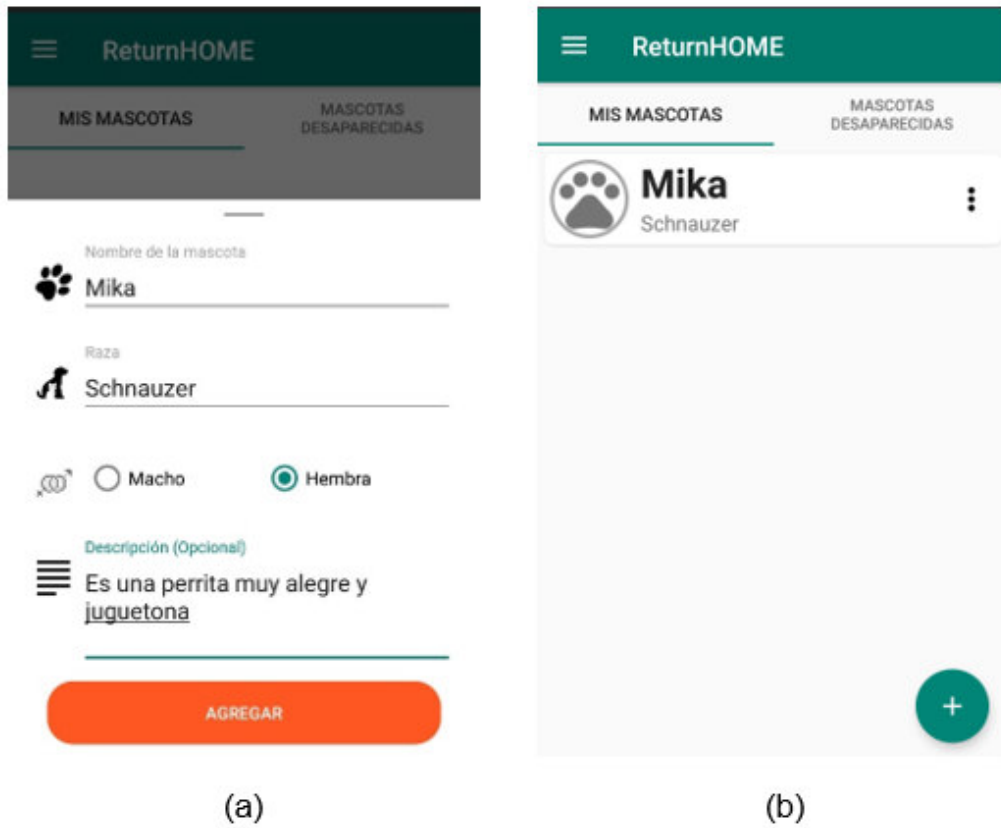 ReturnHOME
MIS MASCOTAS
MASCOTAS
DESAPARECIDAS
Nombre de la mascota
Mika
Raza
Schnauzer
Macho
Hembra
Descripción (Opcional)
Es una perrita muy alegre y
juguetona
AGREGAR
(a)
ReturnHOME
MIS MASCOTAS
MASCOTAS
DESAPARECIDAS
Mika
Schnauzer
+
(b)